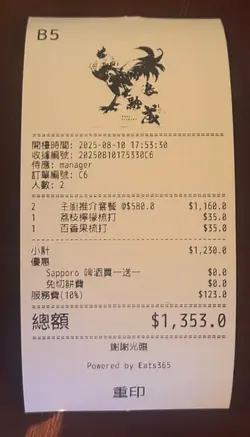 B5
開檯時間: 2025-08-10 17:53:30
收據編號: 20250810175330C6
侍應: manager
訂單編號: C6
人數: 2
2 主廚推介套餐 @$580.0 $1,160.0
1 荔枝檸檬梳打 $35.0
1 百香果梳打 $35.0
小計 $1,230.0
優惠
Sapporo 啤酒買一送一 $0.0
免切餅費 $0.0
服務費(10%) $123.0
總額 $1,353.0
謝謝光臨
Powered by Eats365
重印